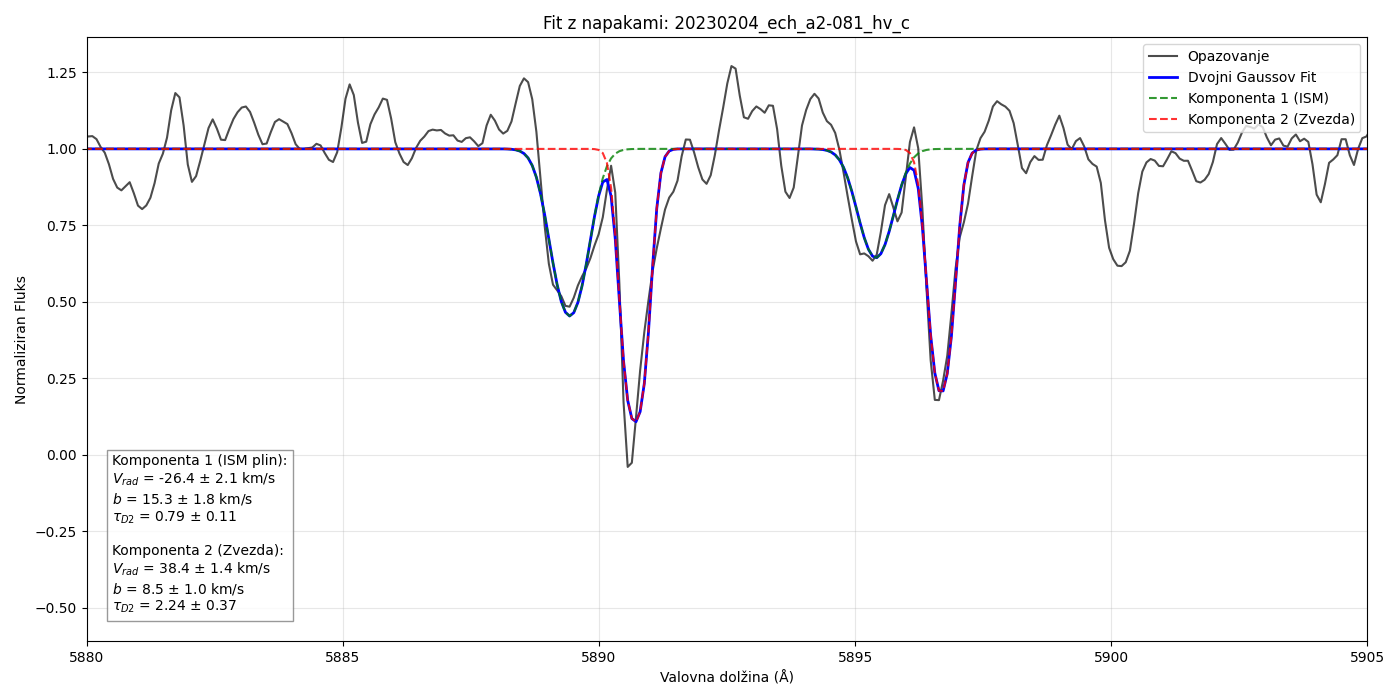 Fit z napakami: 20230204_ech_a2-081_hv_c
Opazovanje
Dvojni Gaussov Fit
Komponenta 1 (ISM)
Komponenta 2 (Zvezda)
Normaliziran Fluks
1.25
1.00
0.75
0.50
0.25
0.00
−0.25
−0.50
Komponenta 1 (ISM plin):
V_rad = -26.4 ± 2.1 km/s
b = 15.3 ± 1.8 km/s
τ_D2 = 0.79 ± 0.11
Komponenta 2 (Zvezda):
V_rad = 38.4 ± 1.4 km/s
b = 8.5 ± 1.0 km/s
τ_D2 = 2.24 ± 0.37
5880 5885 5890 5895 5900 5905
Valovna dolžina (Å)